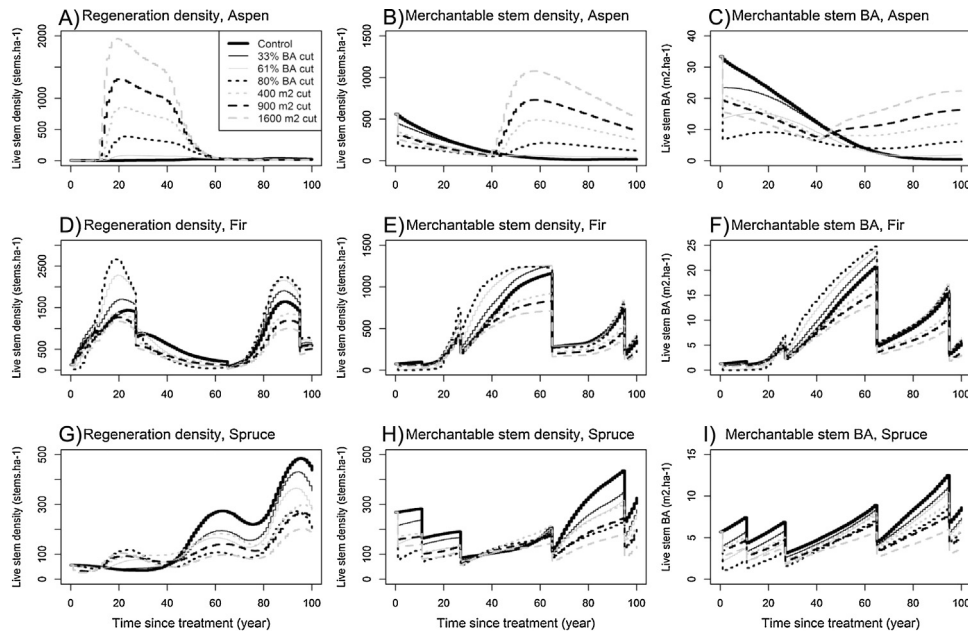 A) Regeneration density, Aspen
Live stem density (stems.ha-1)
0 500 1000 1500 2000
0 20 40 60 80 100
Control
33% BA cut
61% BA cut
80% BA cut
400 m2 cut
900 m2 cut
1600 m2 cut
B) Merchantable stem density, Aspen
Live stem density (stems.ha-1)
0 500 1000 1500
0 20 40 60 80 100
C) Merchantable stem BA, Aspen
Live stem BA (m2.ha-1)
0 10 20 30 40
0 20 40 60 80 100
D) Regeneration density, Fir
Live stem density (stems.ha-1)
0 500 1500 2500
0 20 40 60 80 100
E) Merchantable stem density, Fir
Live stem density (stems.ha-1)
0 500 1000 1500
0 20 40 60 80 100
F) Merchantable stem BA, Fir
Live stem BA (m2.ha-1)
0 5 10 15 20 25
0 20 40 60 80 100
G) Regeneration density, Spruce
Live stem density (stems.ha-1)
0 100 300 500
0 20 40 60 80 100
Time since treatment (year)
H) Merchantable stem density, Spruce
Live stem density (stems.ha-1)
0 100 300 500
0 20 40 60 80 100
Time since treatment (year)
I) Merchantable stem BA, Spruce
Live stem BA (m2.ha-1)
0 5 10 15
0 20 40 60 80 100
Time since treatment (year)